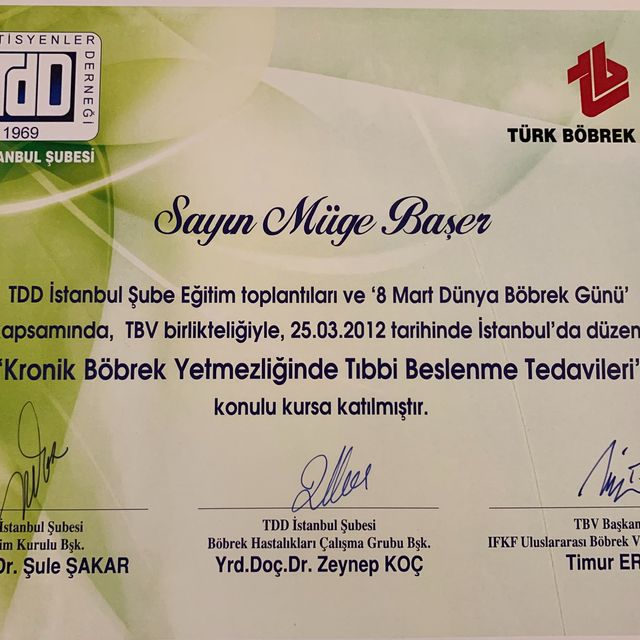 TİSYENLER
DERNEĞİ
TDD
1969
ANBUL ŞUBESİ
tb
TÜRK BÖBREK
Sayın Müge Başer
TDD İstanbul Şube Eğitim toplantıları ve ‘8 Mart Dünya Böbrek Günü’
apsamında, TBV birlikteliğiyle, 25.03.2012 tarihinde İstanbul’da düzen
‘Kronik Böbrek Yetmezliğinde Tıbbi Beslenme Tedavileri’
konulu kursa katılmıştır.
İstanbul Şubesi
im Kurulu Bşk.
Dr. Şule ŞAKAR
TDD İstanbul Şubesi
Böbrek Hastalıkları Çalışma Grubu Bşk.
Yrd.Doç.Dr. Zeynep KOÇ
TBV Başkan
IFKF Uluslararası Böbrek V
Timur ER